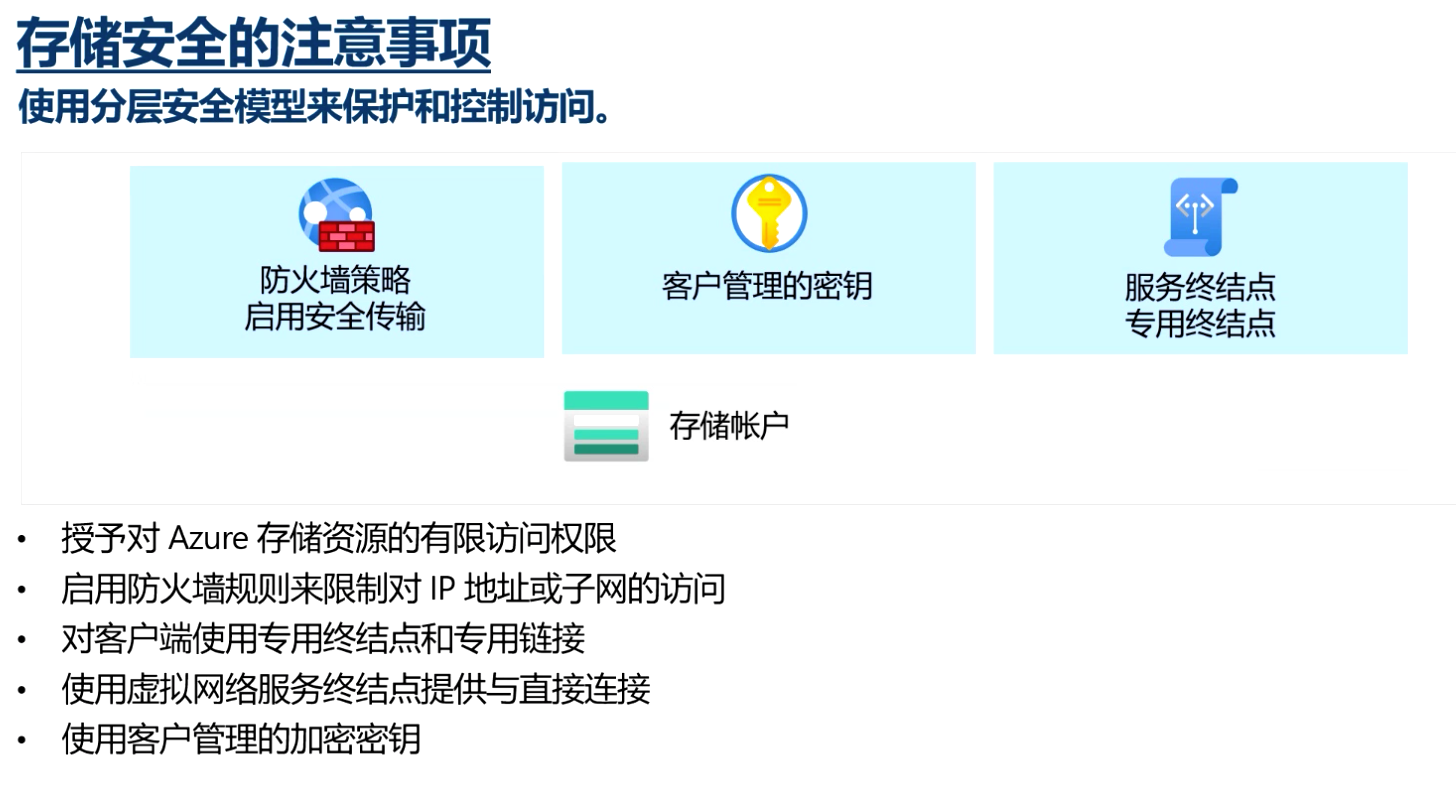 存储安全的注意事项
使用分层安全模型来保护和控制访问。
防火墙策略
启用安全传输
客户管理的密钥
服务终结点
专用终结点
存储帐户
• 授予对 Azure 存储资源的有限访问权限
• 启用防火墙规则来限制对 IP 地址或子网的访问
• 对客户端使用专用终结点和专用链接
• 使用虚拟网络服务终结点提供与直接连接
• 使用客户管理的加密密钥